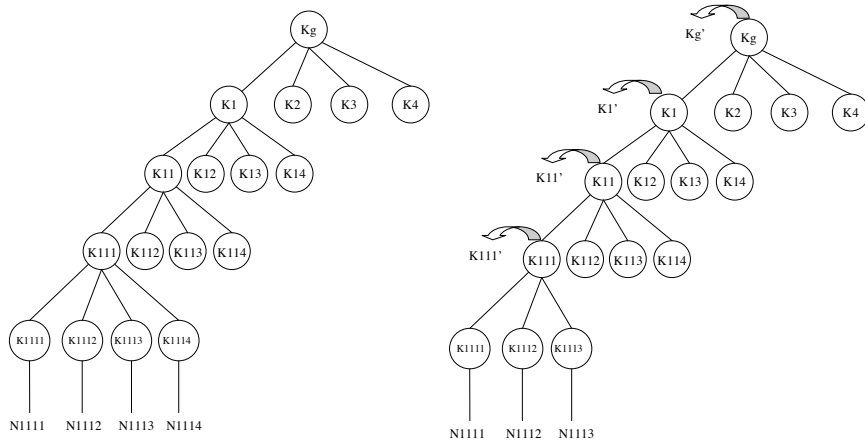 Kg
K1 K2 K3 K4
K11 K12 K13 K14
K111 K112 K113 K114
K1111 K1112 K1113 K1114
N1111 N1112 N1113 N1114
Kg’ Kg
K1’ K1 K2 K3 K4
K11’ K11 K12 K13 K14
K111’ K111 K112 K113 K114
K1111 K1112 K1113
N1111 N1112 N1113